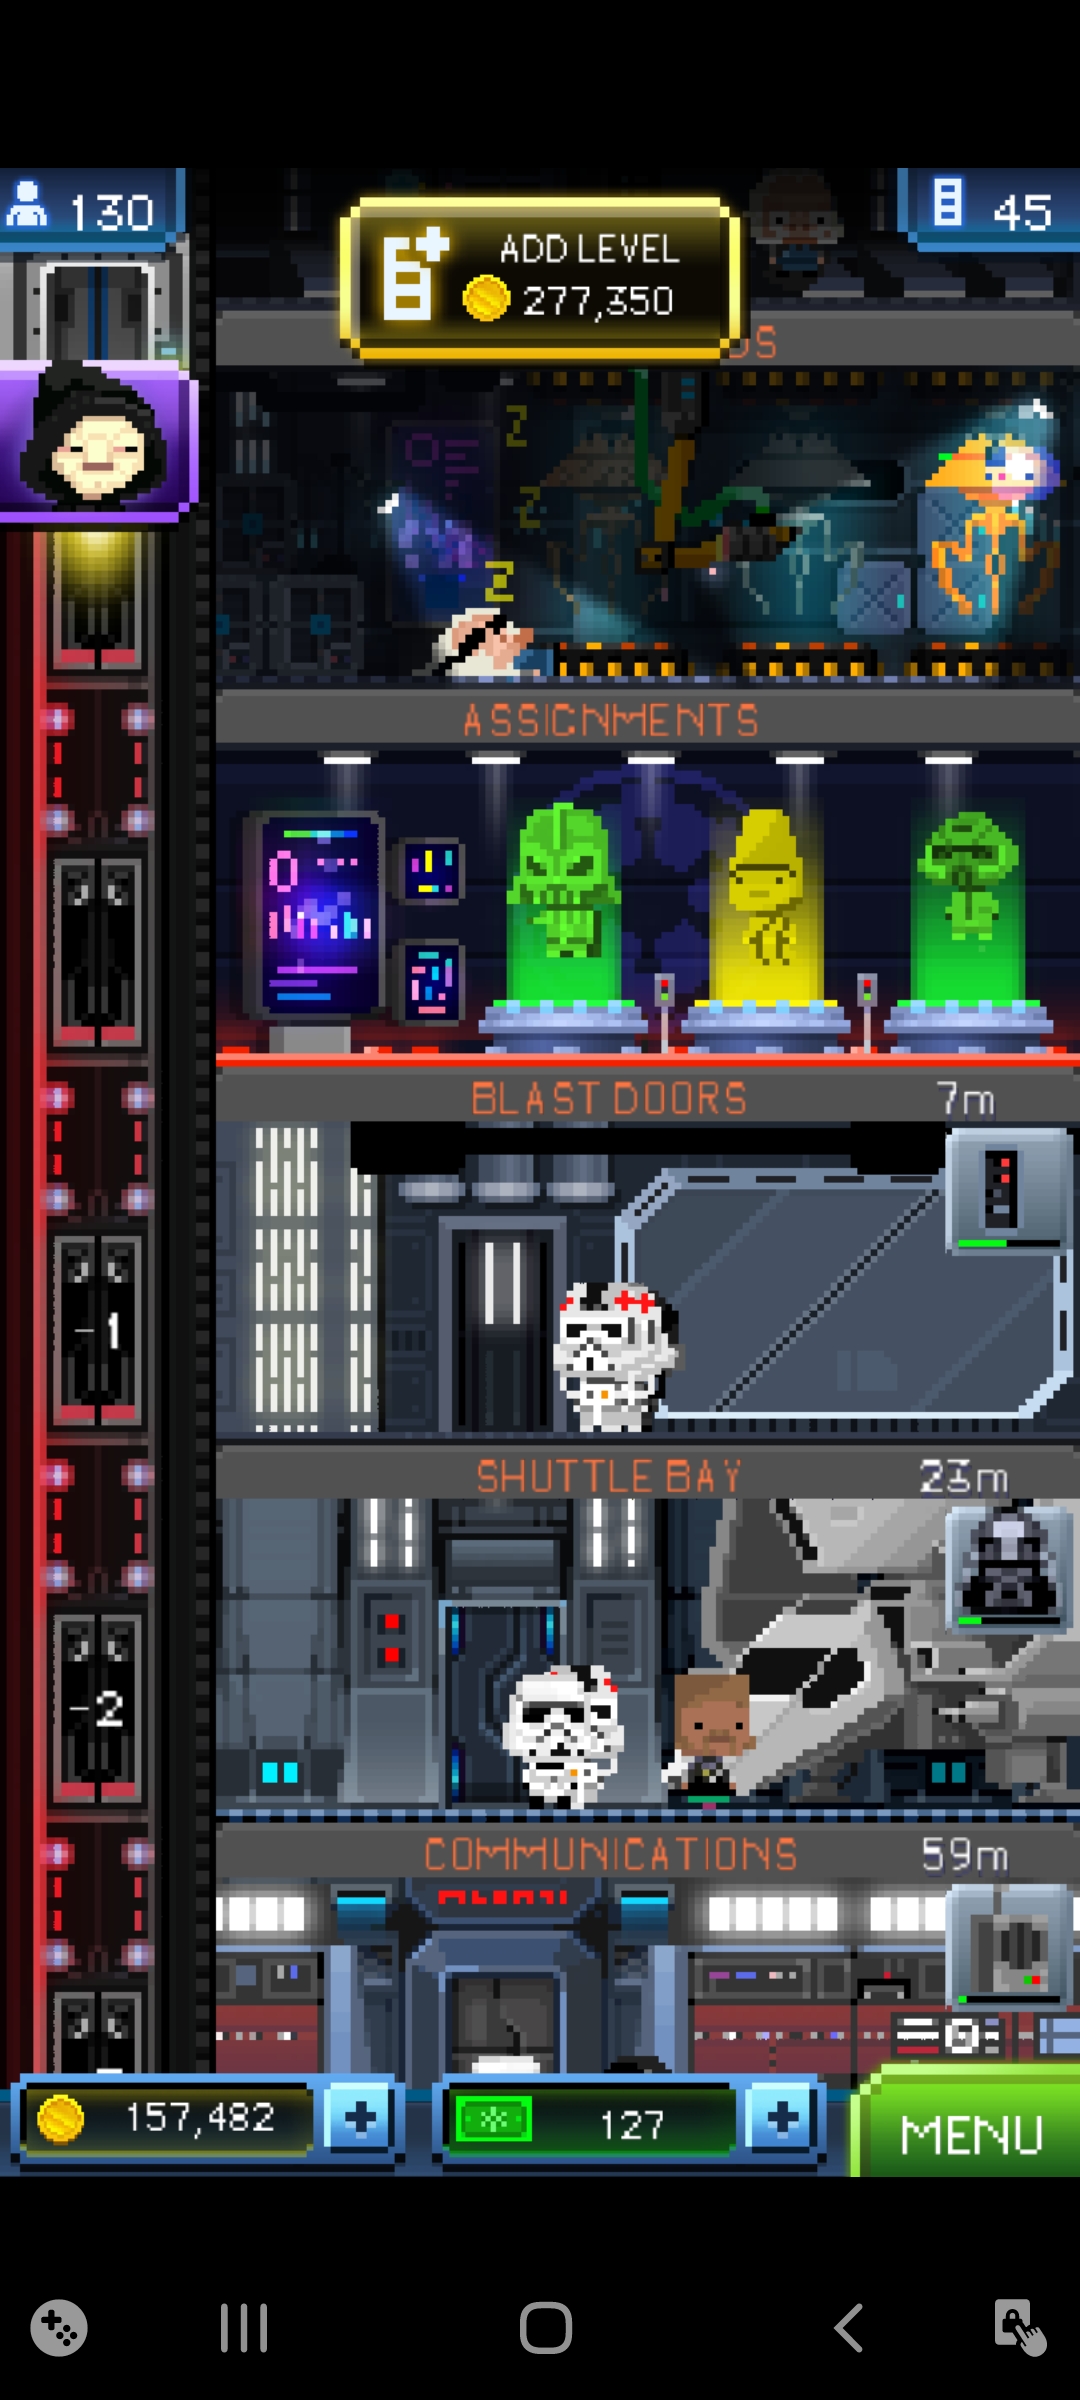 130
ADD LEVEL
277,350
45
DS
Z
Z
Z
ASSIGNMENTS
BLAST DOORS 7m
-1
SHUTTLE BAY 23m
-2
COMMUNICATIONS 59m
157,482
127
MENU